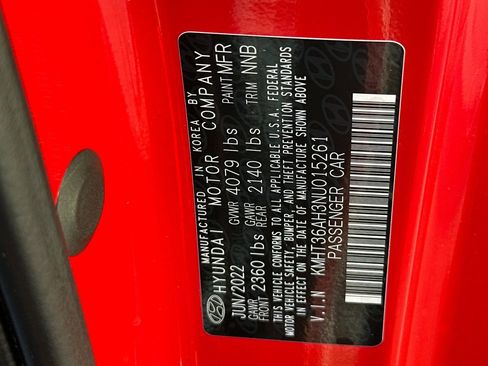 MANUFACTURED IN KOREA BY
HYUNDAI MOTOR COMPANY
JUN/2022 GVWR 4079 lbs PAINT MFR
GAWR FRONT 2360 lbs GAWR REAR 2140 lbs TRIM NNB
THIS VEHICLE CONFORMS TO ALL APPLICABLE U.S.A. FEDERAL
MOTOR VEHICLE SAFETY, BUMPER, AND THEFT PREVENTION STANDARDS
IN EFFECT ON THE DATE OF MANUFACTURE SHOWN ABOVE
V.I.N KMHT36AH3NU015261
PASSENGER CAR